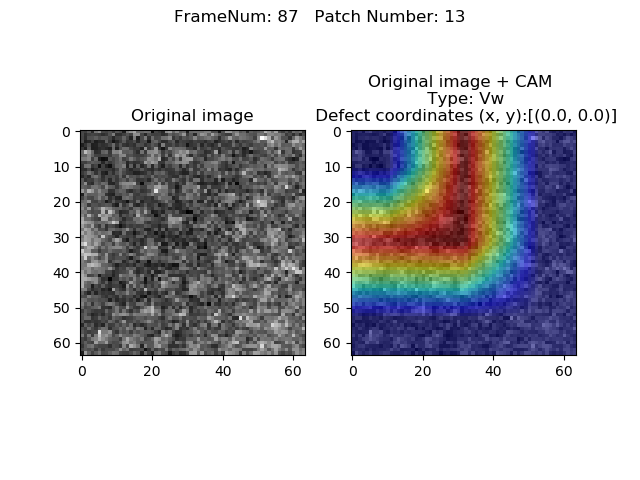 FrameNum: 87   Patch Number: 13
Original image
Original image + CAM
Type: Vw
Defect coordinates (x, y):[(0.0, 0.0)]
0
10
20
30
40
50
60
0 20 40 60
0
10
20
30
40
50
60
0 20 40 60